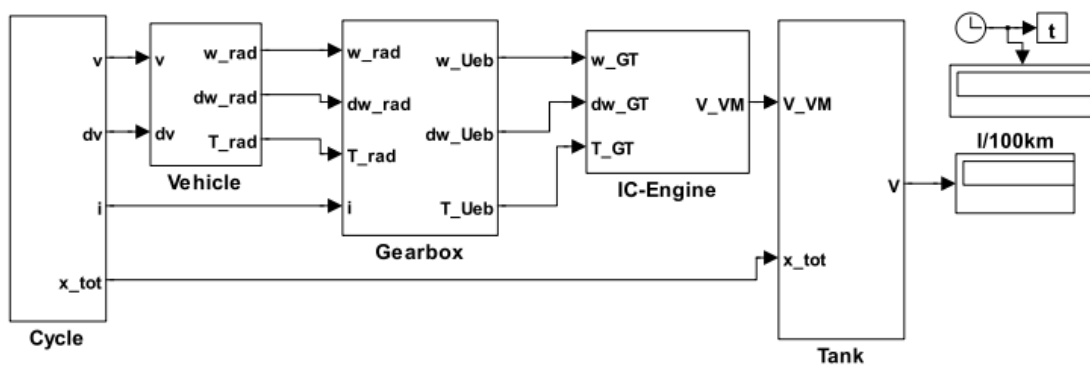 v
dv
i
x_tot
Cycle
v
dv
w_rad
dw_rad
T_rad
Vehicle
w_rad
dw_rad
T_rad
i
w_Ueb
dw_Ueb
T_Ueb
Gearbox
w_GT
dw_GT
T_GT
V_VM
IC-Engine
V_VM
x_tot
V
Tank
t
l/100km